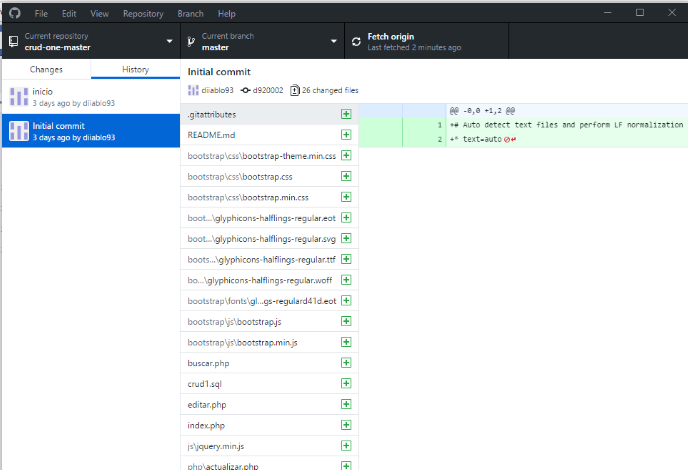 File Edit View Repository Branch Help
Current repository
crud-one-master
Current branch
master
Fetch origin
Last fetched 2 minutes ago
Changes History
inicio
3 days ago by diiablo93
Initial commit
3 days ago by diiablo93
Initial commit
diiablo93 d920002 26 changed files
.gitattributes
README.md
bootstrap\css\bootstrap-theme.min.css
bootstrap\css\bootstrap.css
bootstrap\css\bootstrap.min.css
boot...\glyphicons-halflings-regular.eot
boot...\glyphicons-halflings-regular.svg
boots...\glyphicons-halflings-regular.ttf
bo...\glyphicons-halflings-regular.woff
bootstrap\fonts\gl...gs-regulard41d.eot
bootstrap\js\bootstrap.js
bootstrap\js\bootstrap.min.js
buscar.php
crud1.sql
editar.php
index.php
js\jquery.min.js
php\actualizar.php
@@ -0,0 +1,2 @@
1 +# Auto detect text files and perform LF normalization
2 +* text=auto